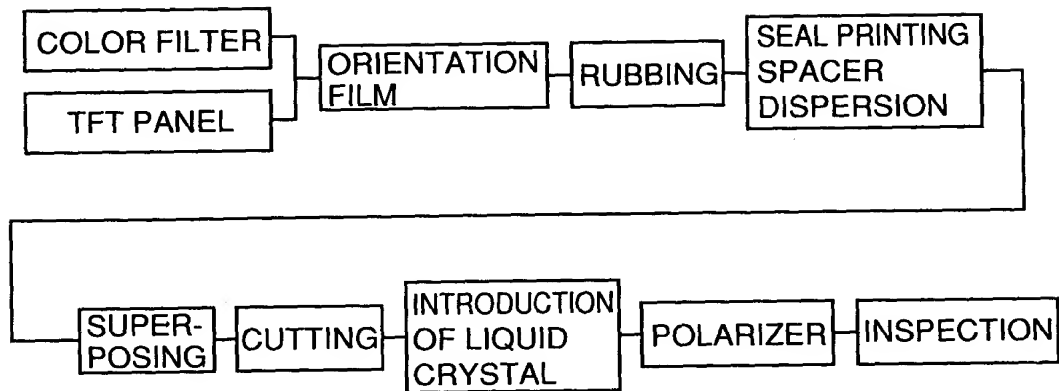 COLOR FILTER
TFT PANEL
ORIENTATION
FILM
RUBBING
SEAL PRINTING
SPACER
DISPERSION
SUPER-
POSING
CUTTING
INTRODUCTION
OF LIQUID
CRYSTAL
POLARIZER
INSPECTION